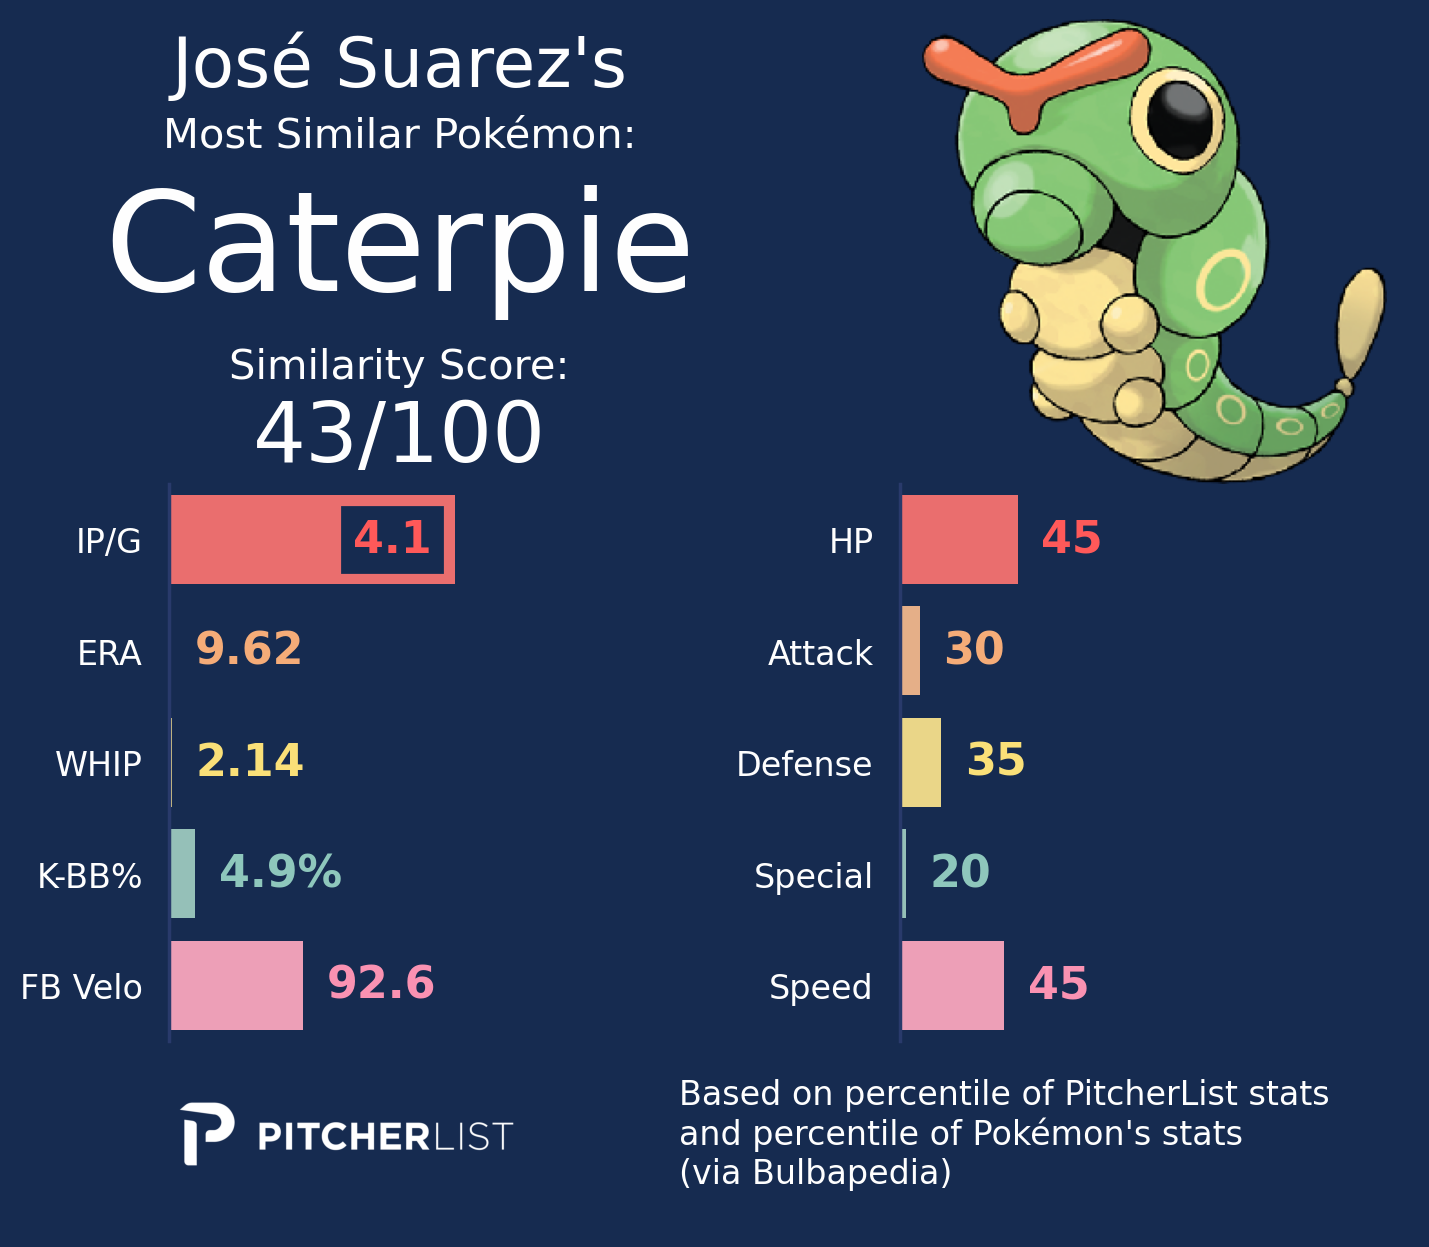 José Suarez's
Most Similar Pokémon:
Caterpie
Similarity Score:
43/100
IP/G 4.1
ERA 9.62
WHIP 2.14
K-BB% 4.9%
FB Velo 92.6
HP 45
Attack 30
Defense 35
Special 20
Speed 45
PITCHERLIST
Based on percentile of PitcherList stats
and percentile of Pokémon's stats
(via Bulbapedia)